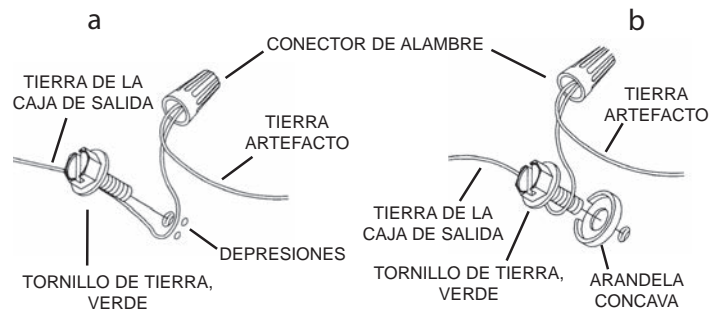 a
b
CONECTOR DE ALAMBRE
TIERRA DE LA
CAJA DE SALIDA
TIERRA
ARTEFACTO
DEPRESIONES
TORNILLO DE TIERRA,
VERDE
TIERRA
ARTEFACTO
TIERRA DE LA
CAJA DE SALIDA
TORNILLO DE TIERRA,
VERDE
ARANDELA
CONCAVA